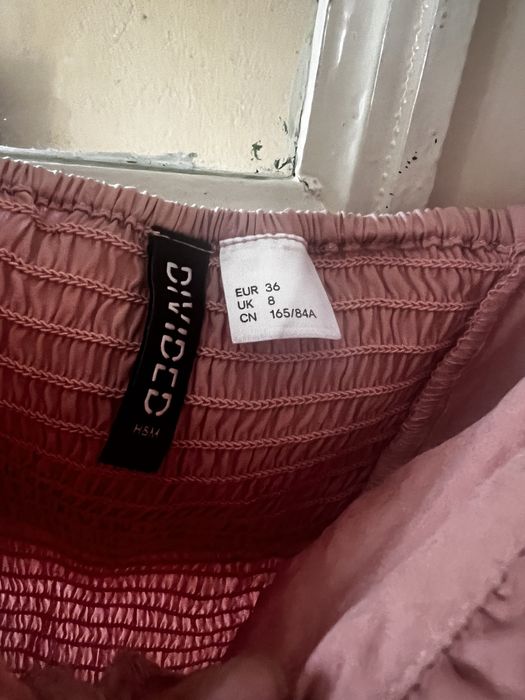 DIVIDED
H&M
EUR 36
UK 8
CN 165/84A